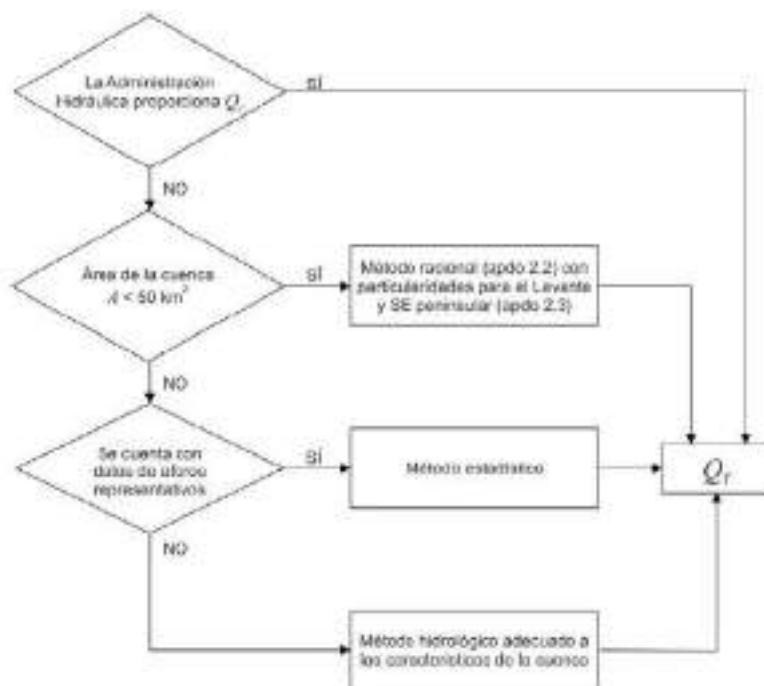 La Administración
Hidráulica proporciona Q
SÍ
NO
Área de la cuenca
A < 50 km²
SÍ
Método racional (apdo 2.2) con
particularidades para el Levante
y SE peninsular (apdo 2.3)
NO
Se cuenta con
datos de aforos
representativos
SÍ
Método estadístico
Q_T
NO
Método hidrológico adecuado a
las características de la cuenca